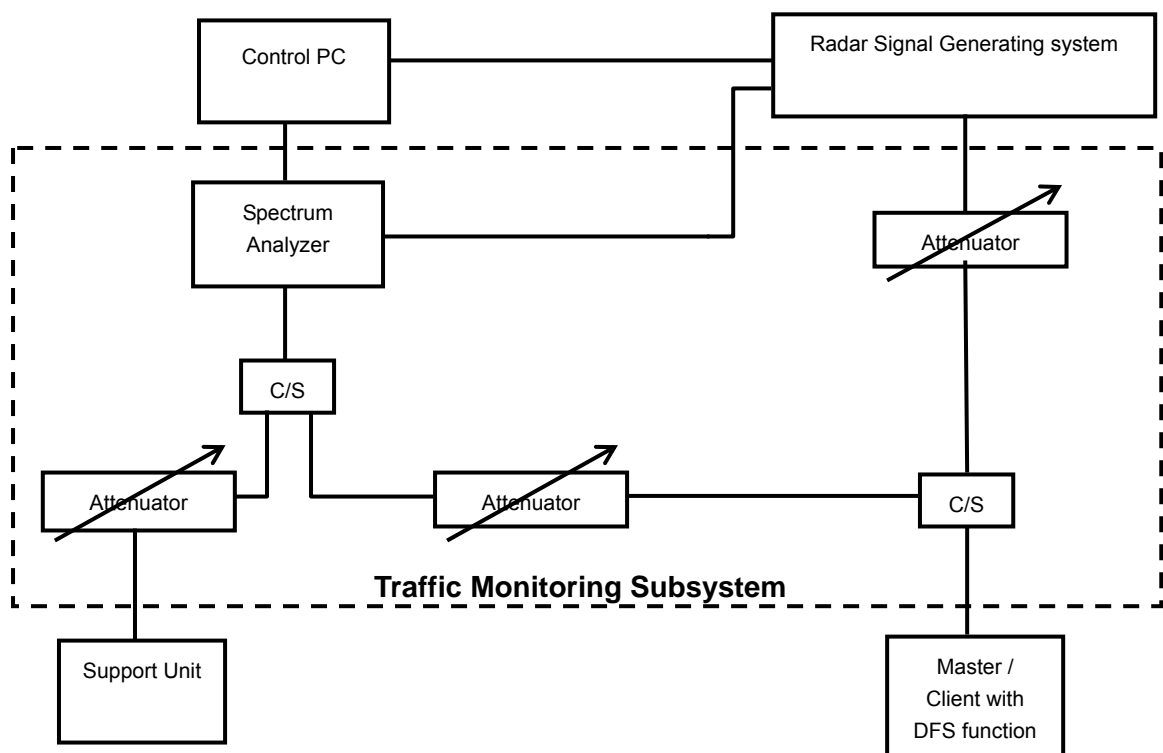 Control PC
Radar Signal Generating system
Spectrum
Analyzer
Attenuator
C/S
Attenuator
Attenuator
C/S
Traffic Monitoring Subsystem
Support Unit
Master /
Client with
DFS function